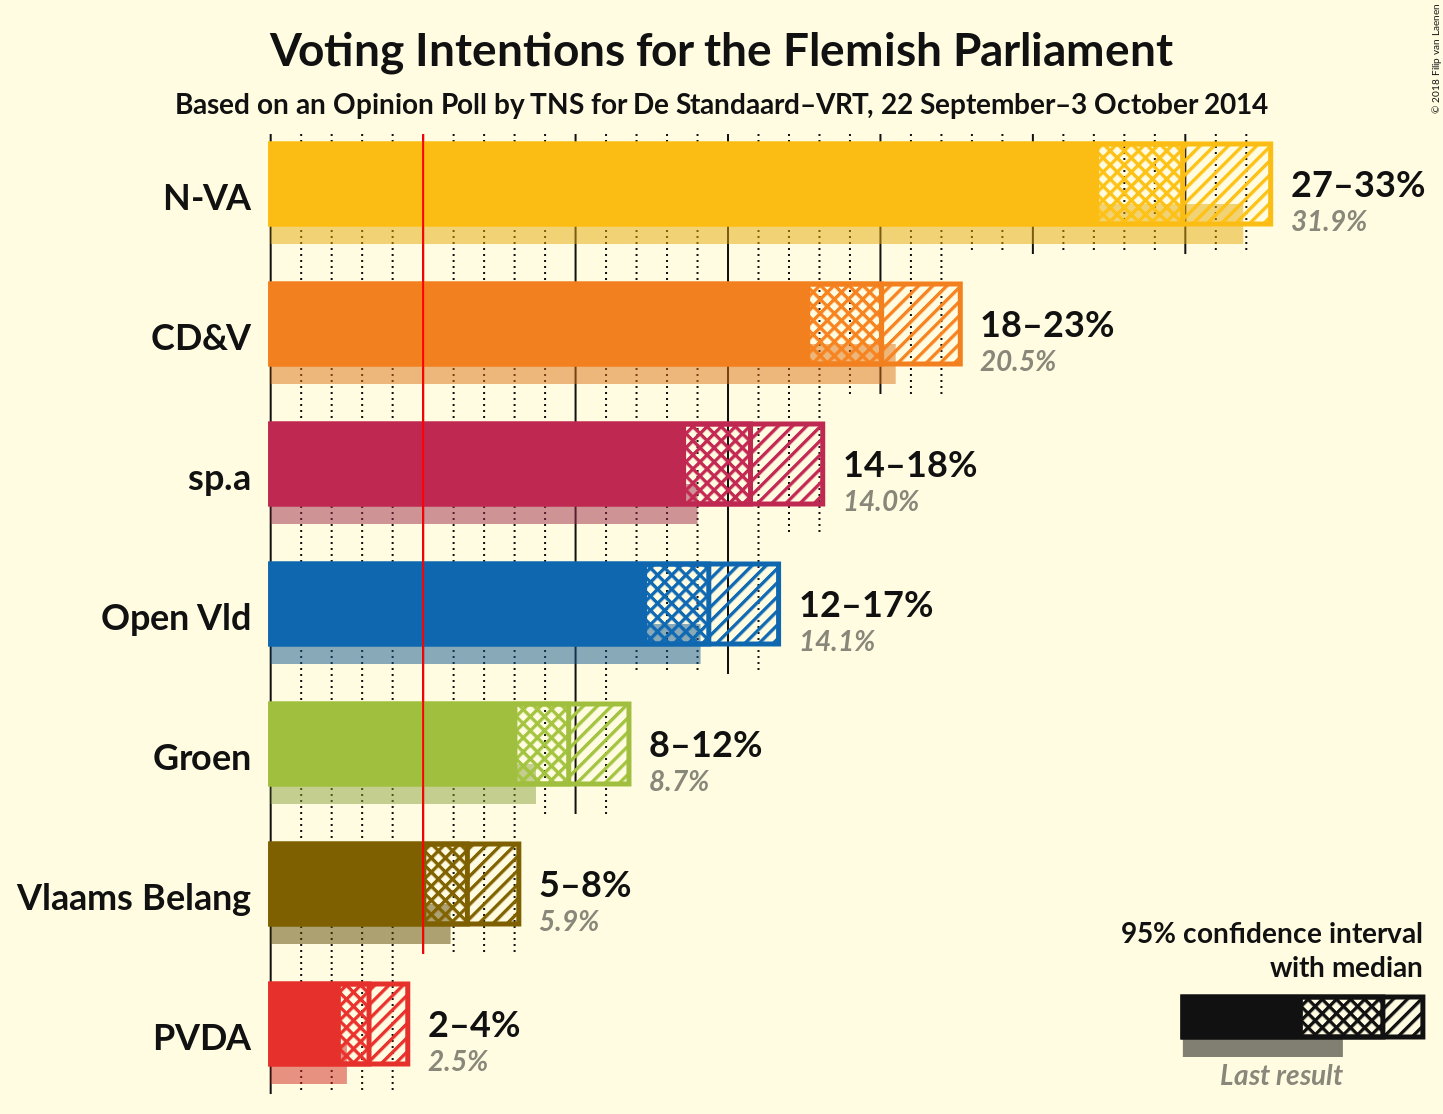 Voting Intentions for the Flemish Parliament
Based on an Opinion Poll by TNS for De Standaard–VRT, 22 September–3 October 2014
© 2018 Filip van Laenen
N-VA
27–33%
31.9%
CD&V
18–23%
20.5%
sp.a
14–18%
14.0%
Open Vld
12–17%
14.1%
Groen
8–12%
8.7%
Vlaams Belang
5–8%
5.9%
PVDA
2–4%
2.5%
95% confidence interval
with median
Last result